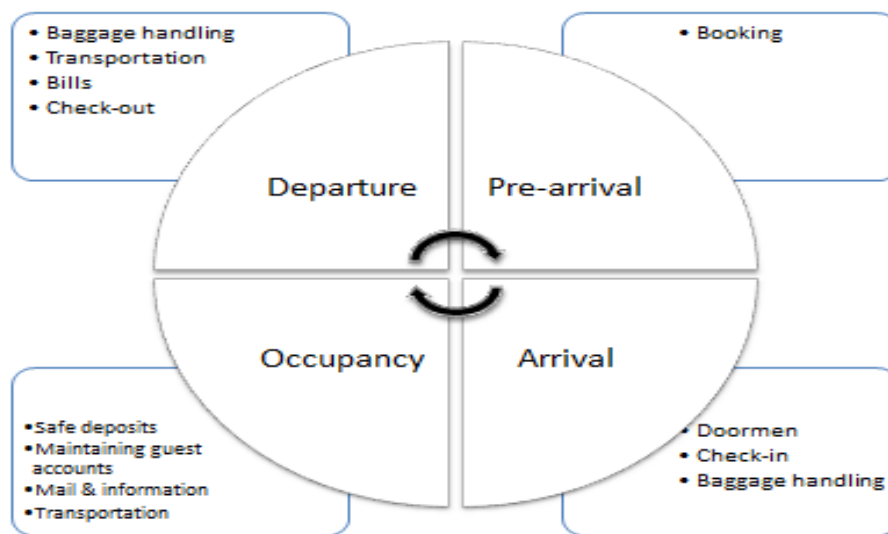 • Baggage handling
• Transportation
• Bills
• Check-out
• Booking
Departure
Pre-arrival
Occupancy
Arrival
•Safe deposits
•Maintaining guest
accounts
•Mail & information
•Transportation
• Doormen
• Check-in
• Baggage handling